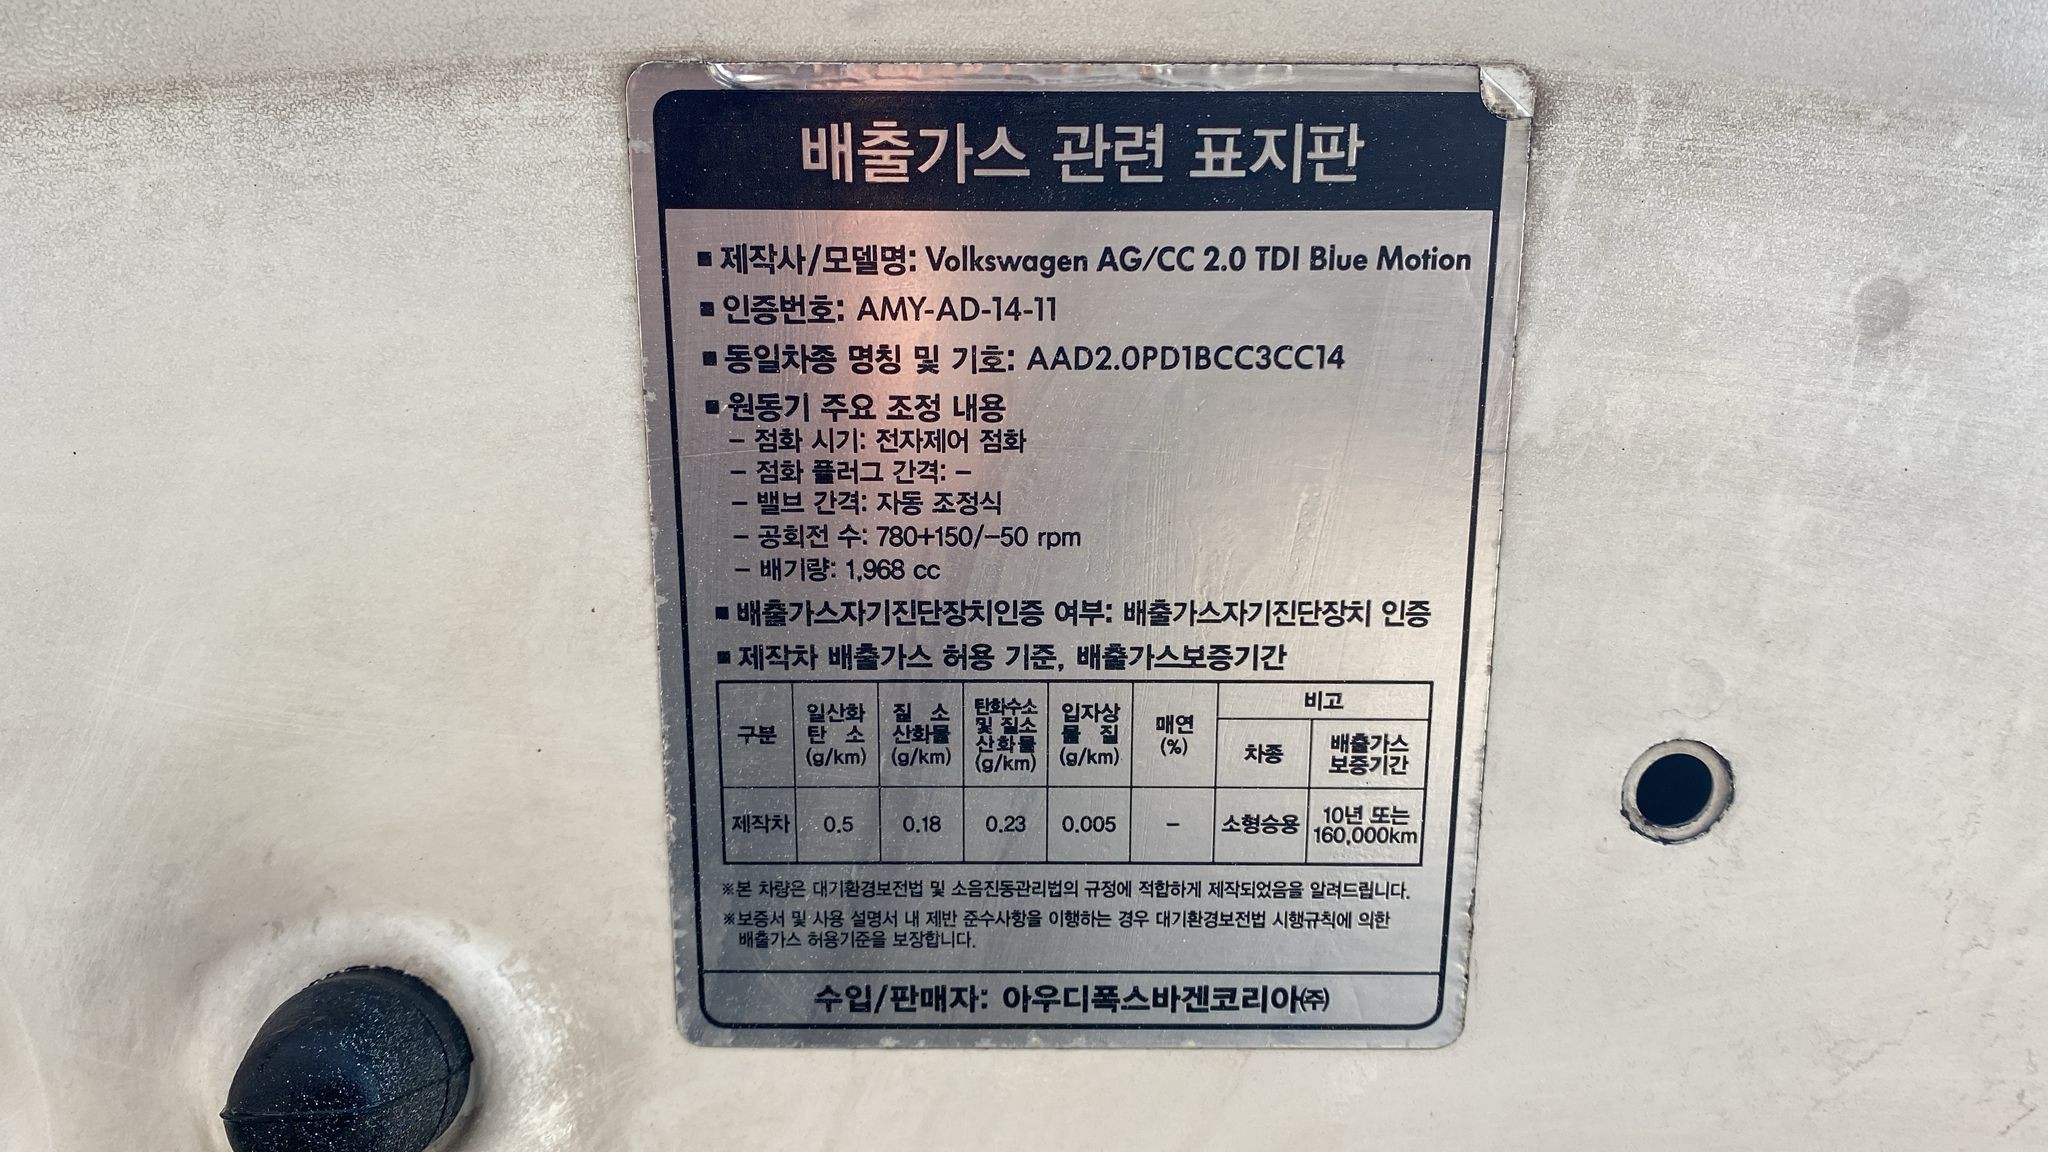 배출가스 관련 표지판
▪ 제작사/모델명: Volkswagen AG/CC 2.0 TDI Blue Motion
▪ 인증번호: AMY-AD-14-11
▪ 동일차종 명칭 및 기호: AAD2.0PD1BCC3CC14
▪ 원동기 주요 조정 내용
– 점화 시기: 전자제어 점화
– 점화 플러그 간격: –
– 밸브 간격: 자동 조정식
– 공회전 수: 780+150/–50 rpm
– 배기량: 1,968 cc
▪ 배출가스자기진단장치인증 여부: 배출가스자기진단장치 인증
▪ 제작차 배출가스 허용 기준, 배출가스보증기간
구분 일산화탄소 (g/km) 질소산화물 (g/km) 탄화수소 및 질소산화물 (g/km) 입자상물질 (g/km) 매연 (%) 비고
차종 배출가스 보증기간
제작차 0.5 0.18 0.23 0.005 – 소형승용 10년 또는 160,000km
※본 차량은 대기환경보전법 및 소음진동관리법의 규정에 적합하게 제작되었음을 알려드립니다.
※보증서 및 사용 설명서 내 제반 준수사항을 이행하는 경우 대기환경보전법 시행규칙에 의한
배출가스 허용기준을 보장합니다.
수입/판매자: 아우디폭스바겐코리아㈜